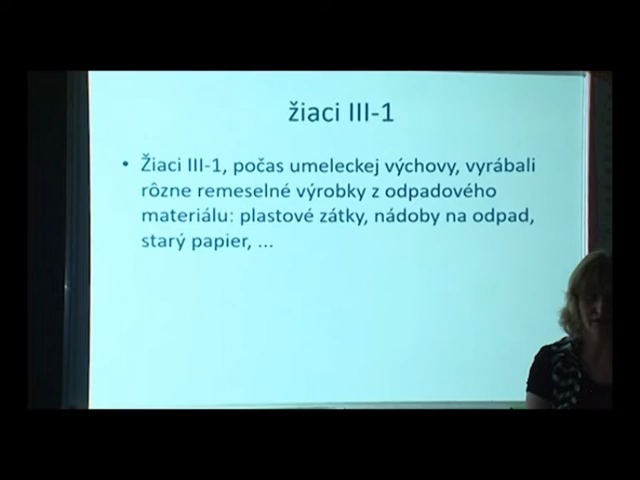 žiaci III-1
• Žiaci III-1, počas umeleckej výchovy, vyrábali
rôzne remeselné výrobky z odpadového
materiálu: plastové zátky, nádoby na odpad,
starý papier, ...